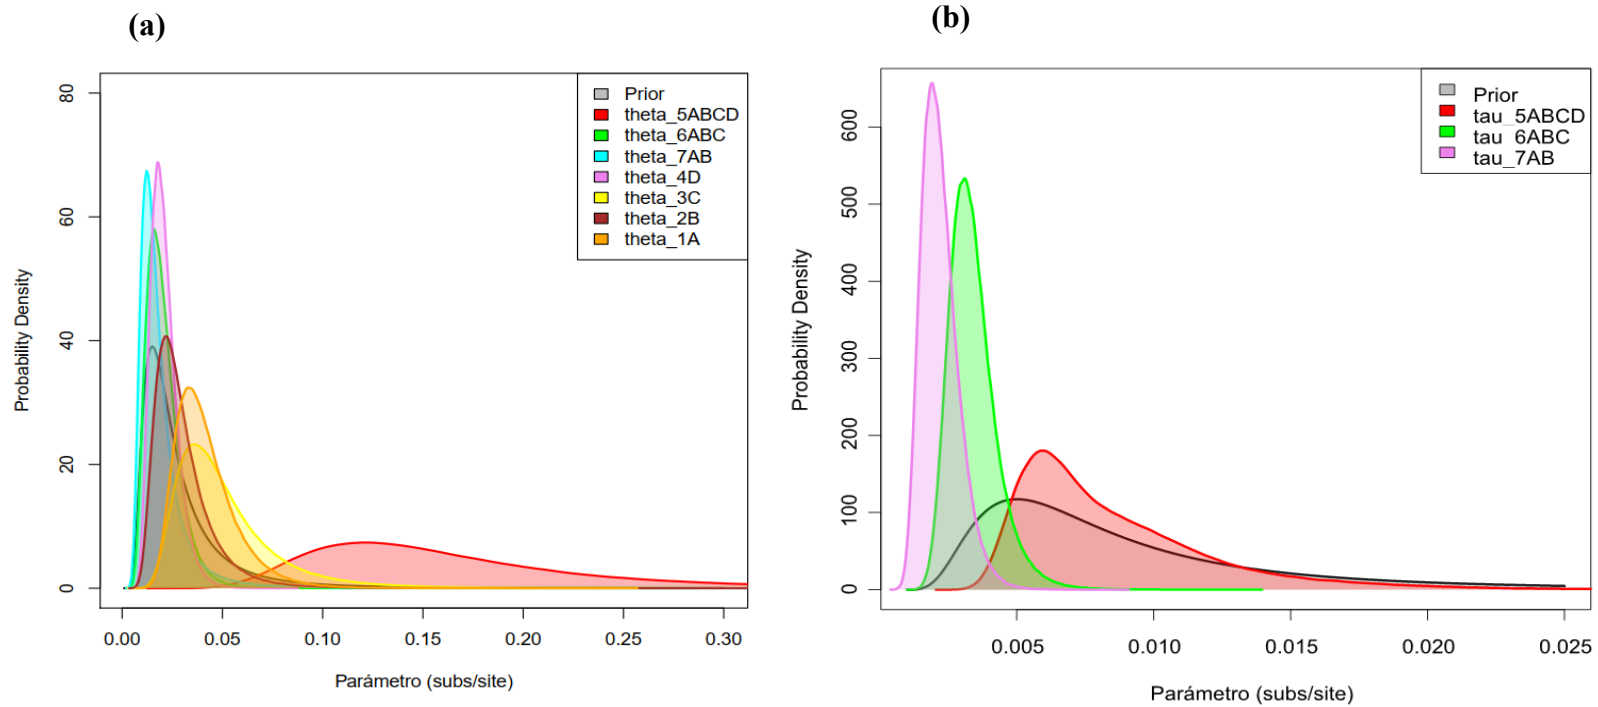 (a)
Probability Density
80
60
40
20
0
0.00 0.05 0.10 0.15 0.20 0.25 0.30
Parámetro (subs/site)
Prior
theta_5ABCD
theta_6ABC
theta_7AB
theta_4D
theta_3C
theta_2B
theta_1A
(b)
Probability Density
600
500
400
300
200
100
0
0.005 0.010 0.015 0.020 0.025
Parámetro (subs/site)
Prior
tau_5ABCD
tau_6ABC
tau_7AB